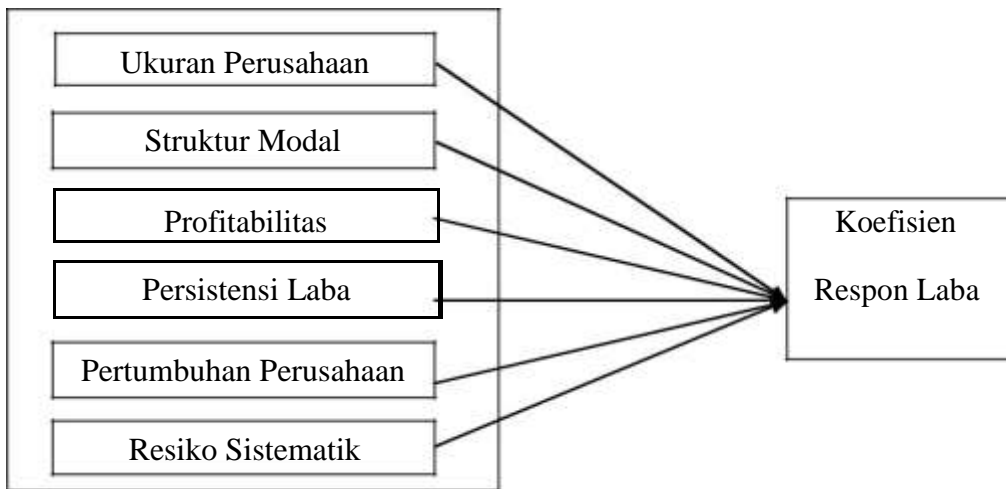 Ukuran Perusahaan
Struktur Modal
Profitabilitas
Persistensi Laba
Pertumbuhan Perusahaan
Resiko Sistematik
Koefisien
Respon Laba